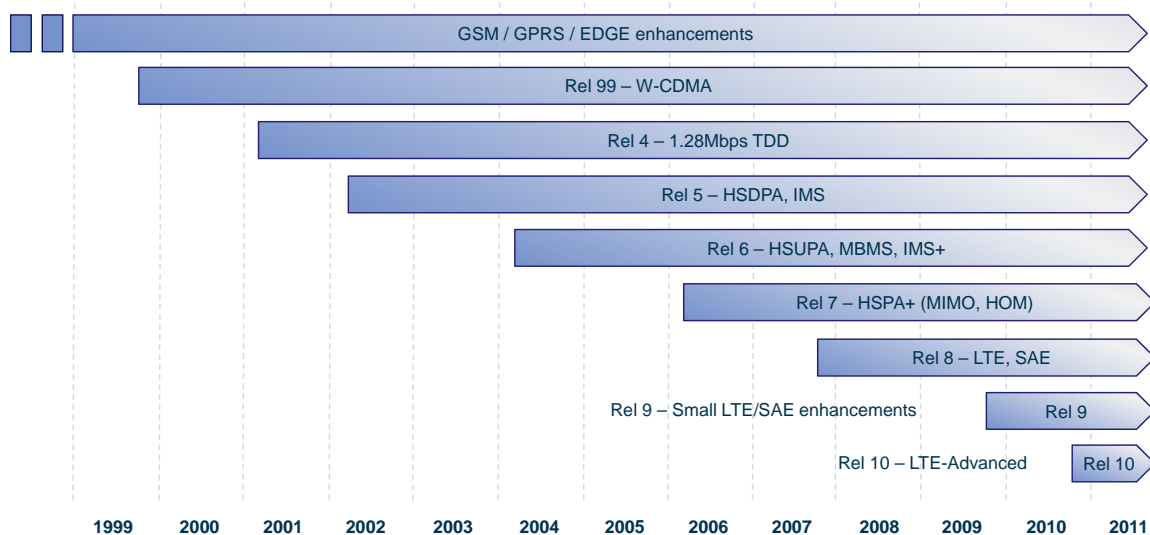 GSM / GPRS / EDGE enhancements
Rel 99 – W-CDMA
Rel 4 – 1.28Mbps TDD
Rel 5 – HSDPA, IMS
Rel 6 – HSUPA, MBMS, IMS+
Rel 7 – HSPA+ (MIMO, HOM)
Rel 8 – LTE, SAE
Rel 9 – Small LTE/SAE enhancements Rel 9
Rel 10 – LTE-Advanced Rel 10
1999 2000 2001 2002 2003 2004 2005 2006 2007 2008 2009 2010 2011